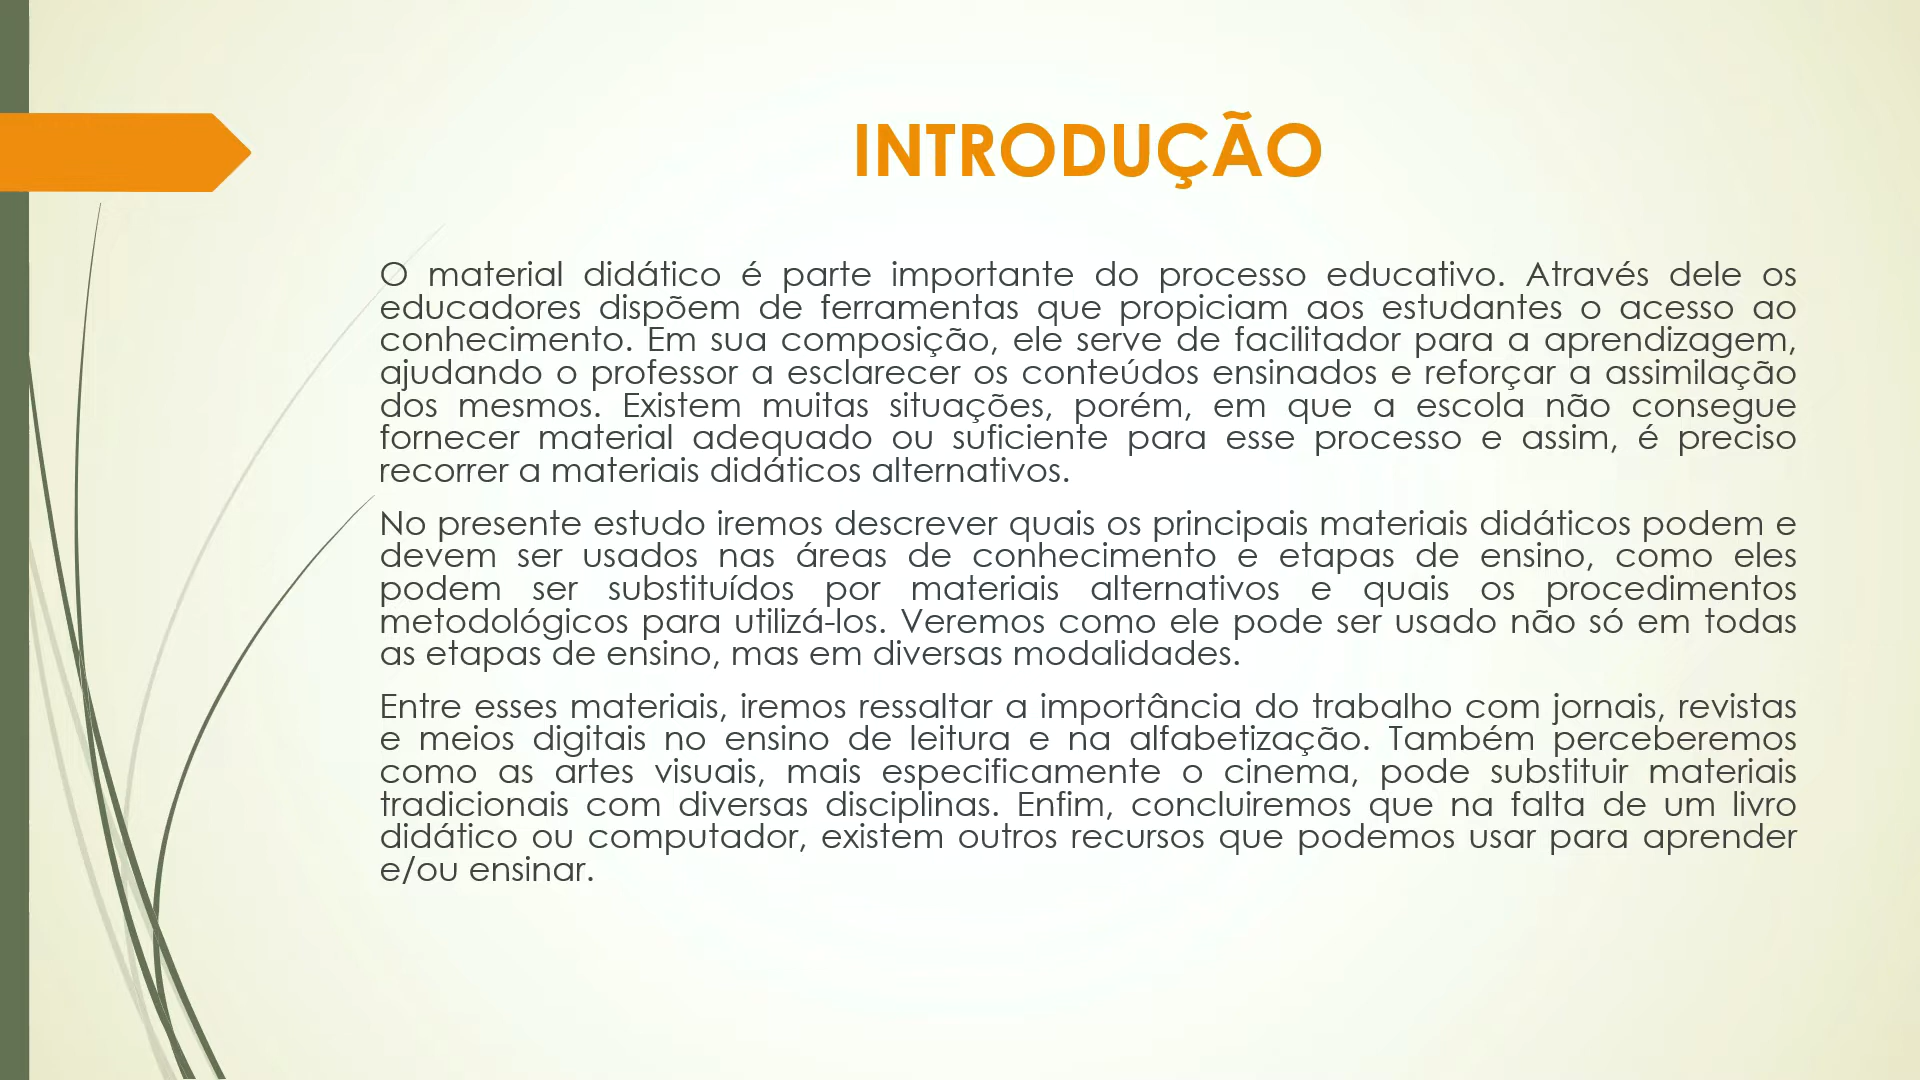 INTRODUÇÃO
O material didático é parte importante do processo educativo. Através dele os
educadores dispõem de ferramentas que propiciam aos estudantes o acesso ao
conhecimento. Em sua composição, ele serve de facilitador para a aprendizagem,
ajudando o professor a esclarecer os conteúdos ensinados e reforçar a assimilação
dos mesmos. Existem muitas situações, porém, em que a escola não consegue
fornecer material adequado ou suficiente para esse processo e assim, é preciso
recorrer a materiais didáticos alternativos.
No presente estudo iremos descrever quais os principais materiais didáticos podem e
devem ser usados nas áreas de conhecimento e etapas de ensino, como eles
podem ser substituídos por materiais alternativos e quais os procedimentos
metodológicos para utilizá-los. Veremos como ele pode ser usado não só em todas
as etapas de ensino, mas em diversas modalidades.
Entre esses materiais, iremos ressaltar a importância do trabalho com jornais, revistas
e meios digitais no ensino de leitura e na alfabetização. Também perceberemos
como as artes visuais, mais especificamente o cinema, pode substituir materiais
tradicionais com diversas disciplinas. Enfim, concluiremos que na falta de um livro
didático ou computador, existem outros recursos que podemos usar para aprender
e/ou ensinar.